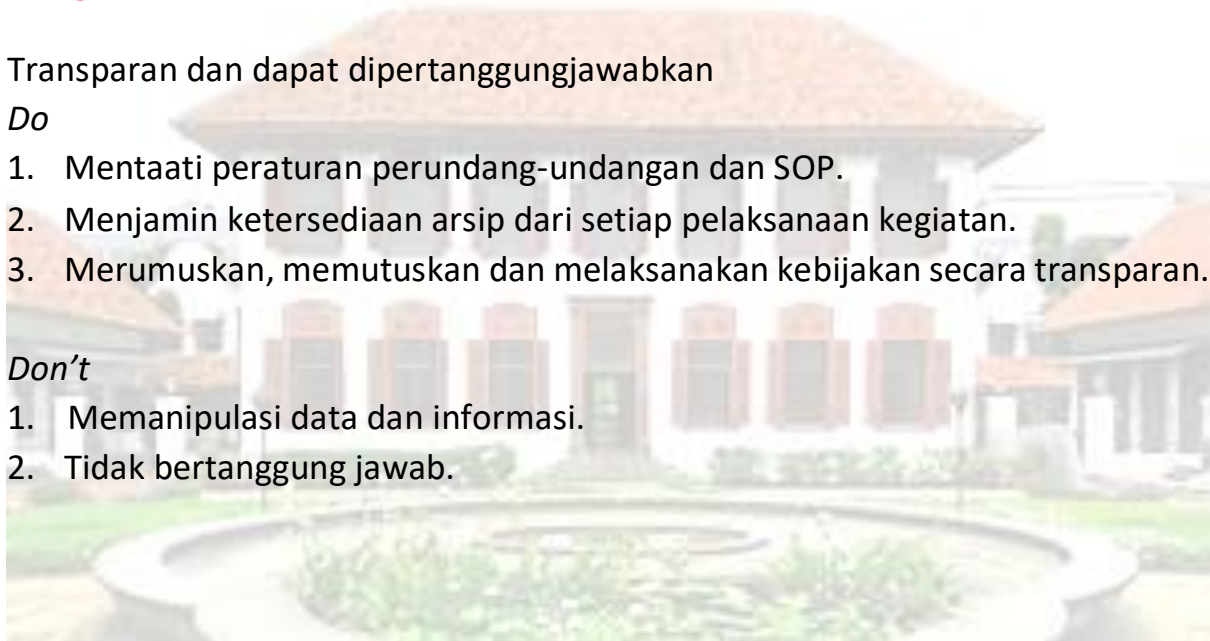 Transparan dan dapat dipertanggungjawabkan
Do
1. Mentaati peraturan perundang-undangan dan SOP.
2. Menjamin ketersediaan arsip dari setiap pelaksanaan kegiatan.
3. Merumuskan, memutuskan dan melaksanakan kebijakan secara transparan.
Don’t
1. Memanipulasi data dan informasi.
2. Tidak bertanggung jawab.